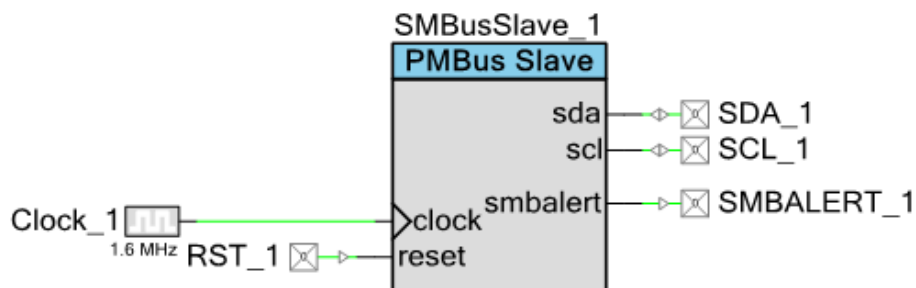 SMBusSlave_1
PMBus Slave
sda
SDA_1
scl
SCL_1
smbalert
SMBALERT_1
Clock_1
1.6 MHz
clock
RST_1
reset